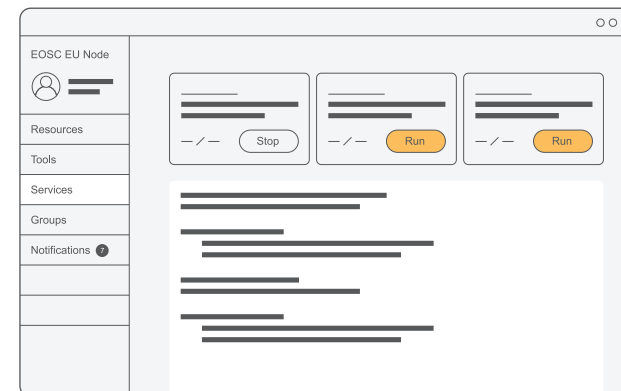 EOSC EU Node
Resources
Tools
Services
Groups
Notifications 7
Stop
Run
Run